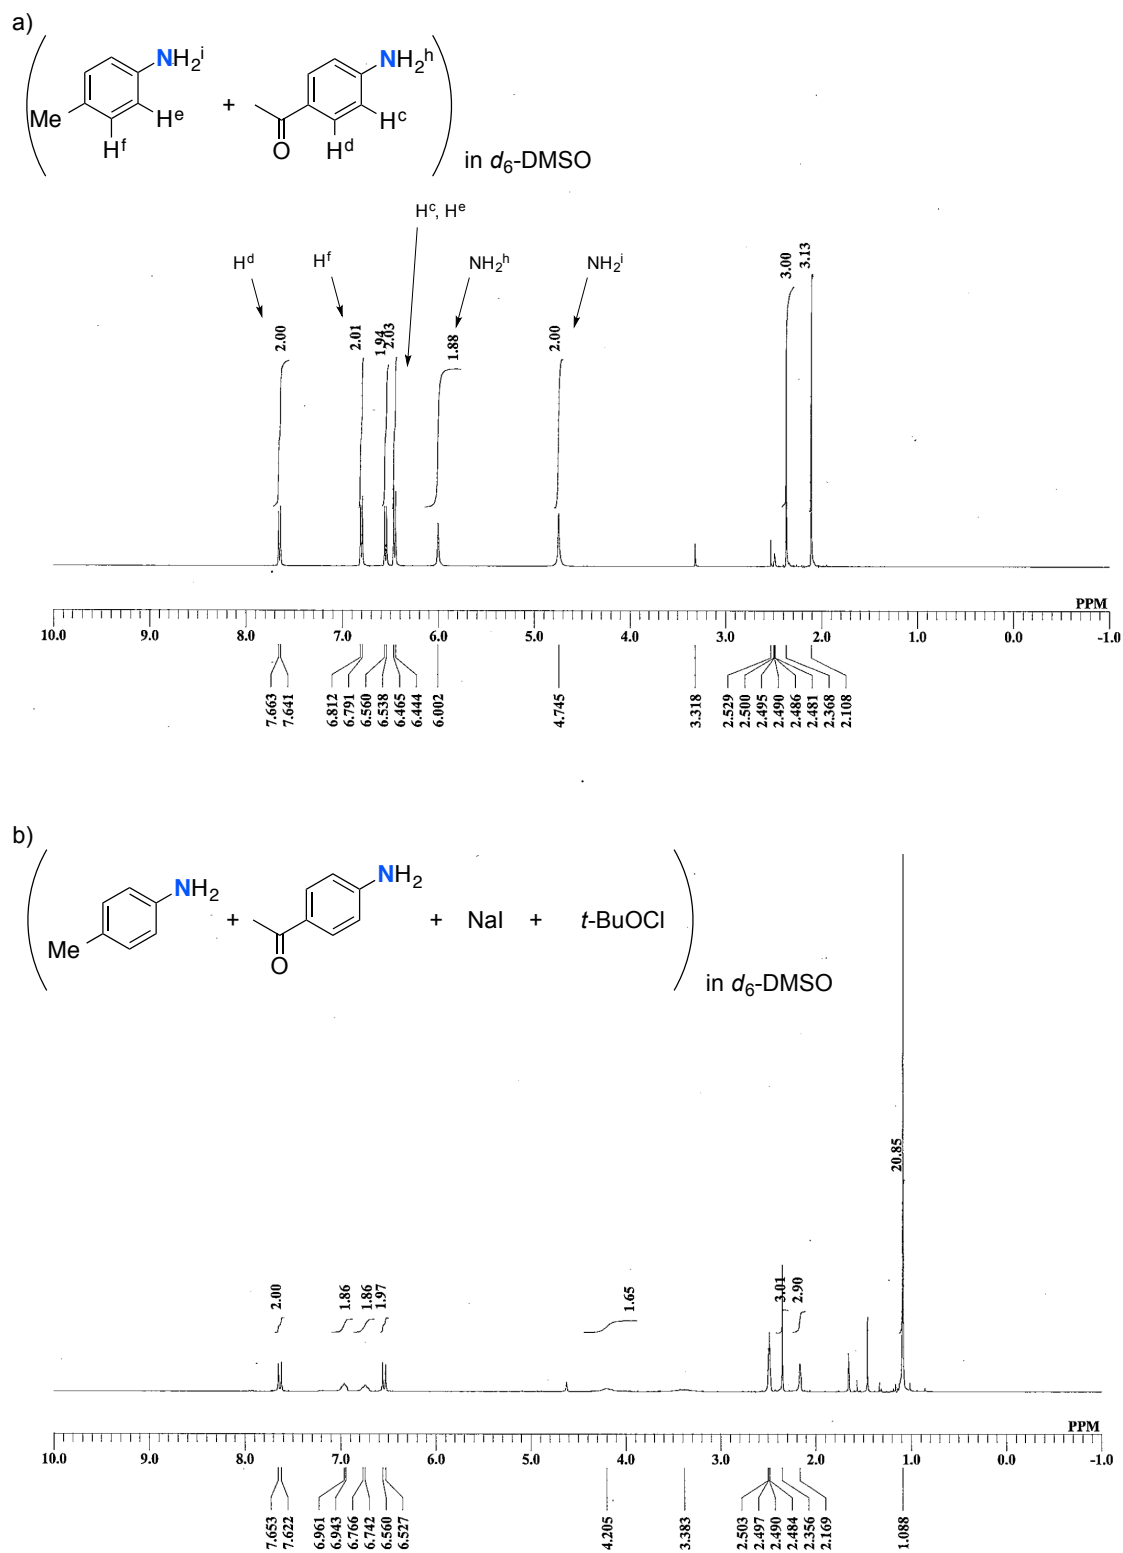 a)
NH2i
Me
He
Hf
+
NH2h
Hc
Hd
O
in d6-DMSO
Hc, He
Hd
Hf
NH2h
NH2i
2.00
2.01
1.94
2.03
1.88
2.00
3.00
3.13
PPM
10.0 9.0 8.0 7.0 6.0 5.0 4.0 3.0 2.0 1.0 0.0 -1.0
7.663 7.641 6.812 6.791 6.560 6.538 6.465 6.444 6.002 4.745 3.318 2.529 2.500 2.495 2.490 2.486 2.481 2.368 2.108
b)
NH2
Me
+
NH2
O
+ NaI + t-BuOCl
in d6-DMSO
20.85
2.00
1.86
1.86
1.97
1.65
3.01
2.90
PPM
10.0 9.0 8.0 7.0 6.0 5.0 4.0 3.0 2.0 1.0 0.0 -1.0
7.653 7.622 6.961 6.943 6.766 6.742 6.560 6.527 4.205 3.383 2.503 2.497 2.490 2.484 2.356 2.169 1.088